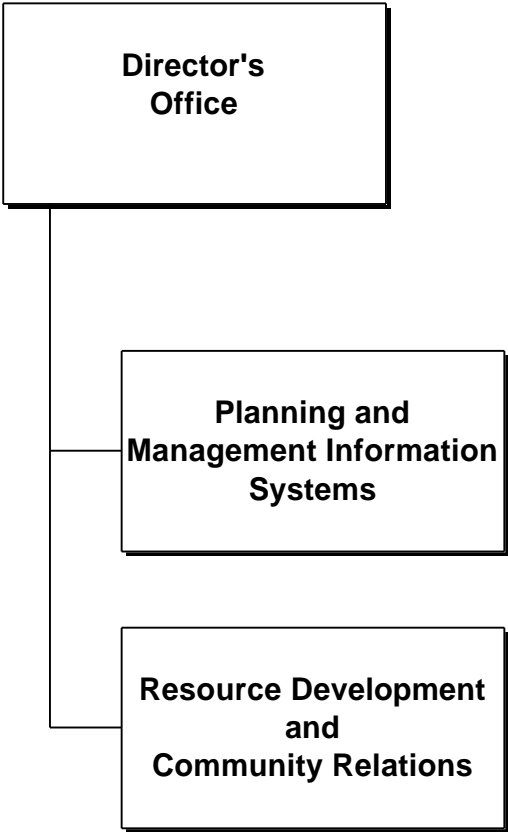 Director's
Office
Planning and
Management Information
Systems
Resource Development
and
Community Relations